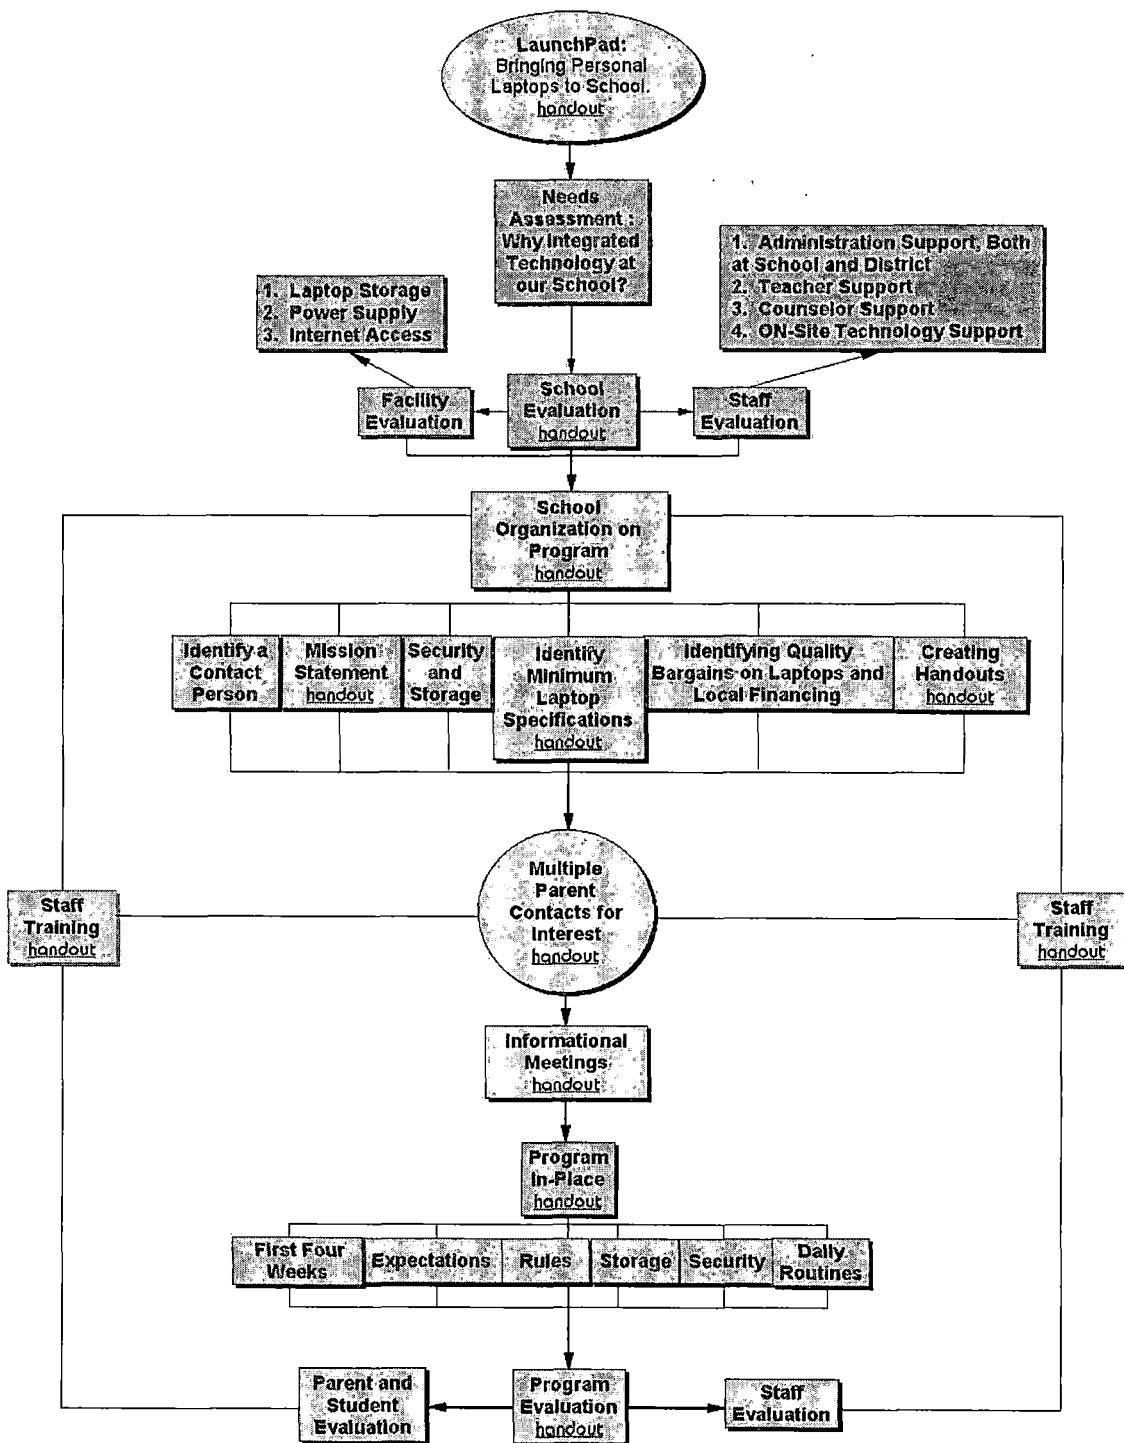 LaunchPad:
Bringing Personal
Laptops to School.
handout
Needs
Assessment :
Why Integrated
Technology at
our School?
1. Laptop Storage
2. Power Supply
3. Internet Access
1. Administration Support, Both
at School and District
2. Teacher Support
3. Counselor Support
4. ON-Site Technology Support
Facility
Evaluation
School
Evaluation
handout
Staff
Evaluation
School
Organization on
Program
handout
Identify a
Contact
Person
Mission
Statement
handout
Security
and
Storage
Identify
Minimum
Laptop
Specifications
handout
Identifying Quality
Bargains on Laptops and
Local Financing
Creating
Handouts
handout
Staff
Training
handout
Multiple
Parent
Contacts for
Interest
handout
Staff
Training
handout
Informational
Meetings
handout
Program
In-Place
handout
First Four
Weeks
Expectations
Rules
Storage
Security
Daily
Routines
Parent and
Student
Evaluation
Program
Evaluation
handout
Staff
Evaluation